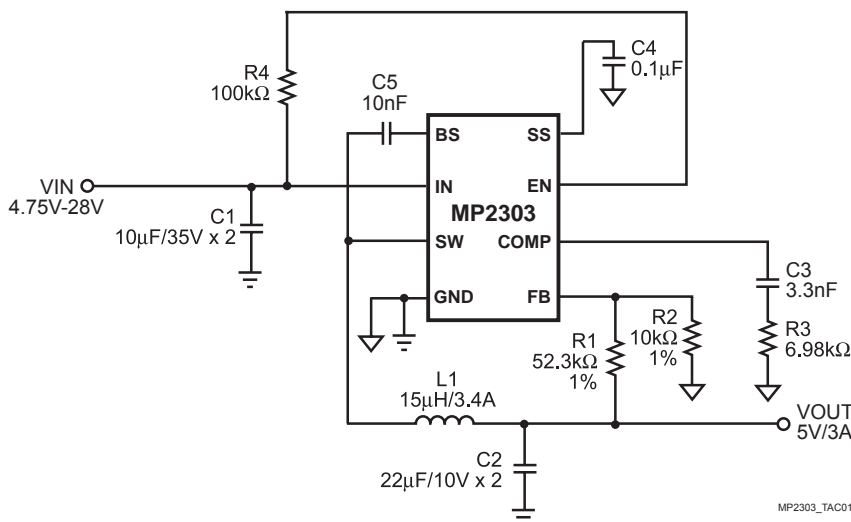 C4
0.1µF
R4
100kΩ
C5
10nF
BS
SS
VIN
4.75V-28V
IN
EN
MP2303
C1
10µF/35V x 2
SW
COMP
C3
3.3nF
GND
FB
R1
52.3kΩ
1%
R2
10kΩ
1%
R3
6.98kΩ
L1
15µH/3.4A
VOUT
5V/3A
C2
22µF/10V x 2
MP2303_TAC01